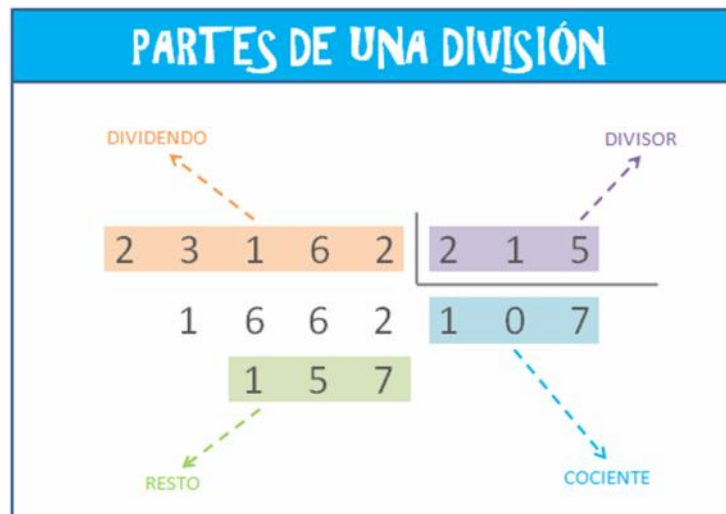 PARTES DE UNA DIVISIÓN
DIVIDENDO DIVISOR
2 3 1 6 2 2 1 5
1 6 6 2 1 0 7
1 5 7
RESTO COCIENTE